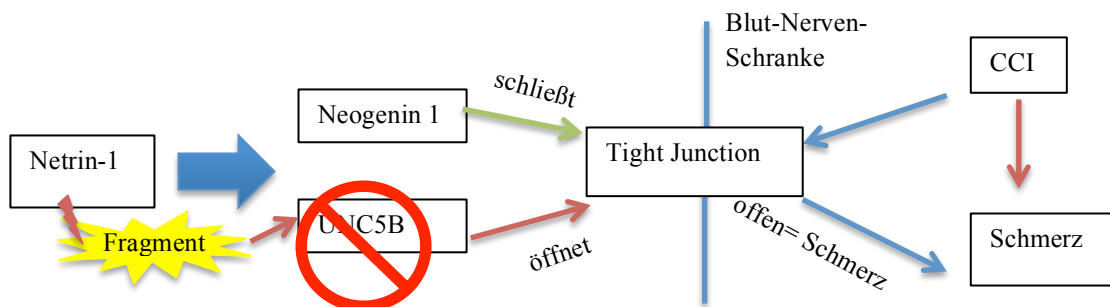 Blut-Nerven-
Schranke
CCI
schließt
Neogenin 1
Tight Junction
Netrin-1
UNC5B
Fragment
öffnet
offen= Schmerz
Schmerz